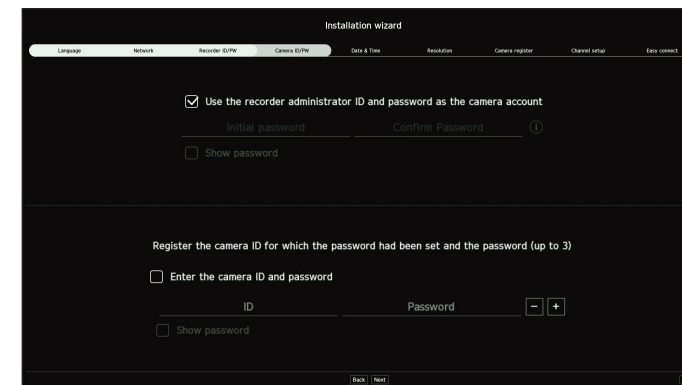 Installation wizard
Language Network Recorder ID/PW Camera ID/PW Date & Time Resolution Camera register Channel setup Easy connect
Use the recorder administrator ID and password as the camera account
Initial password Confirm Password
Show password
Register the camera ID for which the password had been set and the password (up to 3)
Enter the camera ID and password
ID Password − +
Show password
Back Next